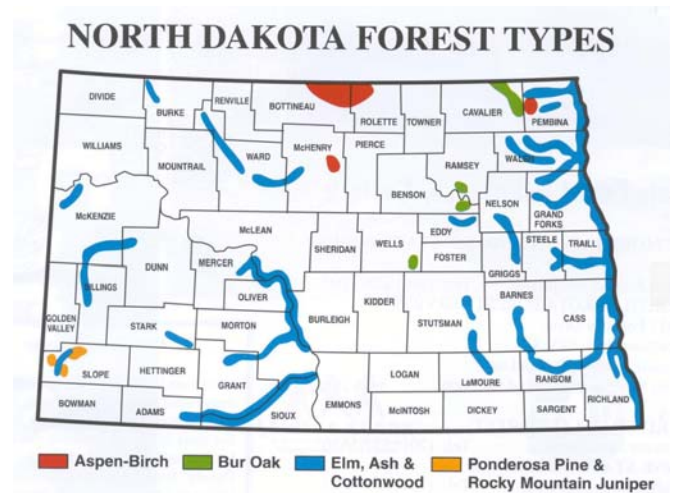 NORTH DAKOTA FOREST TYPES
DIVIDE
BURKE
RENVILLE
BOTTINEAU
ROLETTE
TOWNER
CAVALIER
PEMBINA
WILLIAMS
MOUNTRAIL
WARD
McHENRY
PIERCE
RAMSEY
WALSH
BENSON
NELSON
GRAND
FORKS
McKENZIE
McLEAN
SHERIDAN
WELLS
EDDY
FOSTER
GRIGGS
STEELE
TRAILL
DUNN
MERCER
OLIVER
BILLINGS
GOLDEN
VALLEY
STARK
MORTON
BURLEIGH
KIDDER
STUTSMAN
BARNES
CASS
SLOPE
HETTINGER
GRANT
LOGAN
LaMOURE
RANSOM
RICHLAND
BOWMAN
ADAMS
SIOUX
EMMONS
McINTOSH
DICKEY
SARGENT
Aspen-Birch
Bur Oak
Elm, Ash &
Cottonwood
Ponderosa Pine &
Rocky Mountain Juniper